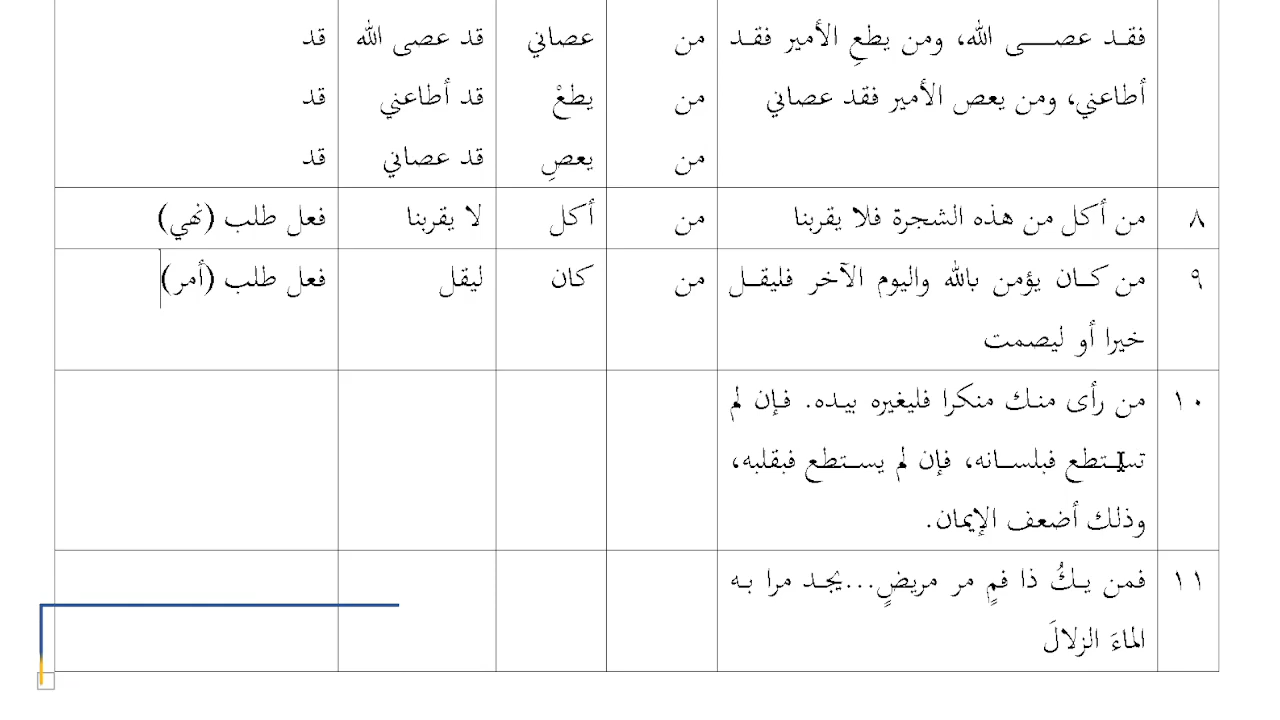 فقد عصى الله، ومن يطعِ الأمير فقد من عصاني قد عصى الله قد
أطاعني، ومن يعص الأمير فقد عصاني من يطعْ قد أطاعني قد
من يعصِ قد عصاني قد
٨ من أكل من هذه الشجرة فلا يقربنا من أكل لا يقربنا فعل طلب (نهي)
٩ من كان يؤمن بالله واليوم الآخر فليقل من كان ليقل فعل طلب (أمر)
خيرا أو ليصمت
١٠ من رأى منك منكرا فليغيره بيده. فإن لم
تستطع فبلسانه، فإن لم يستطع فبقلبه،
وذلك أضعف الإيمان.
١١ فمن يكُ ذا فمٍ مر مريضٍ...يجد مرا به
الماءَ الزلالَ